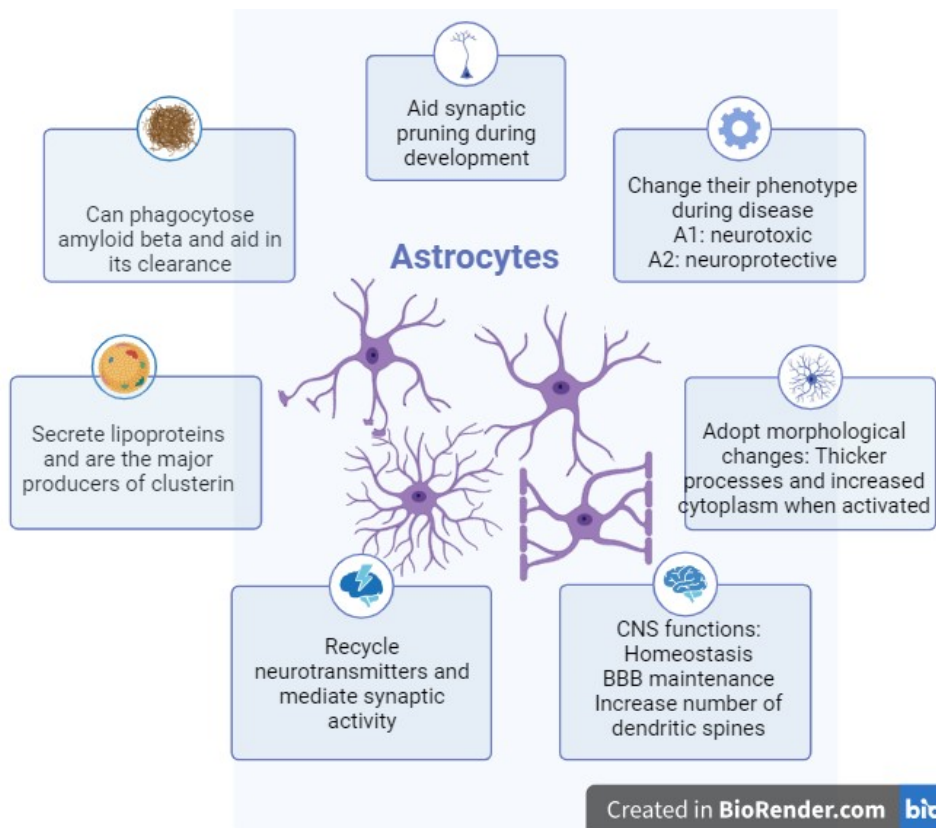 Aid synaptic
pruning during
development
Can phagocytose
amyloid beta and aid in
its clearance
Change their phenotype
during disease
A1: neurotoxic
A2: neuroprotective
Astrocytes
Secrete lipoproteins
and are the major
producers of clusterin
Adopt morphological
changes: Thicker
processes and increased
cytoplasm when activated
Recycle
neurotransmitters and
mediate synaptic
activity
CNS functions:
Homeostasis
BBB maintenance
Increase number of
dendritic spines
Created in BioRender.com bio